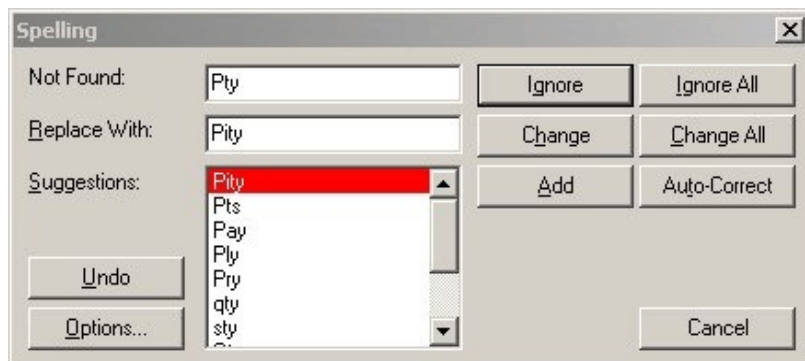 Spelling
Not Found:
Pty
Ignore
Ignore All
Replace With:
Pity
Change
Change All
Suggestions:
Pity
Pts
Pay
Ply
Pry
qty
sty
Add
Auto-Correct
Undo
Options...
Cancel